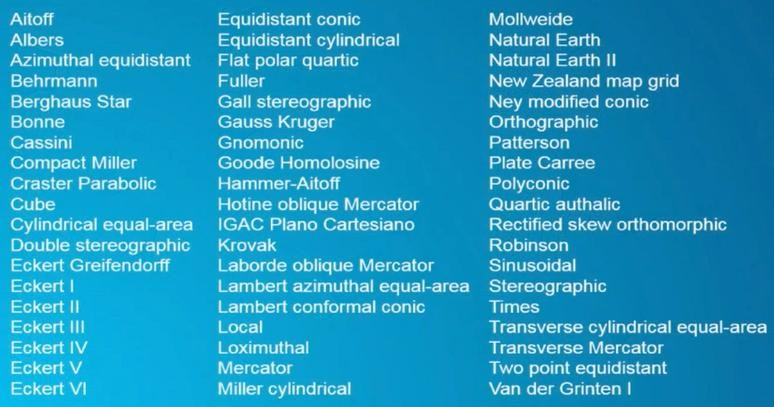 Aitoff
Albers
Azimuthal equidistant
Behrmann
Berghaus Star
Bonne
Cassini
Compact Miller
Craster Parabolic
Cube
Cylindrical equal-area
Double stereographic
Eckert Greifendorff
Eckert I
Eckert II
Eckert III
Eckert IV
Eckert V
Eckert VI
Equidistant conic
Equidistant cylindrical
Flat polar quartic
Fuller
Gall stereographic
Gauss Kruger
Gnomonic
Goode Homolosine
Hammer-Aitoff
Hotine oblique Mercator
IGAC Plano Cartesiano
Krovak
Laborde oblique Mercator
Lambert azimuthal equal-area
Lambert conformal conic
Local
Loximuthal
Mercator
Miller cylindrical
Mollweide
Natural Earth
Natural Earth II
New Zealand map grid
Ney modified conic
Orthographic
Patterson
Plate Carree
Polyconic
Quartic authalic
Rectified skew orthomorphic
Robinson
Sinusoidal
Stereographic
Times
Transverse cylindrical equal-area
Transverse Mercator
Two point equidistant
Van der Grinten I